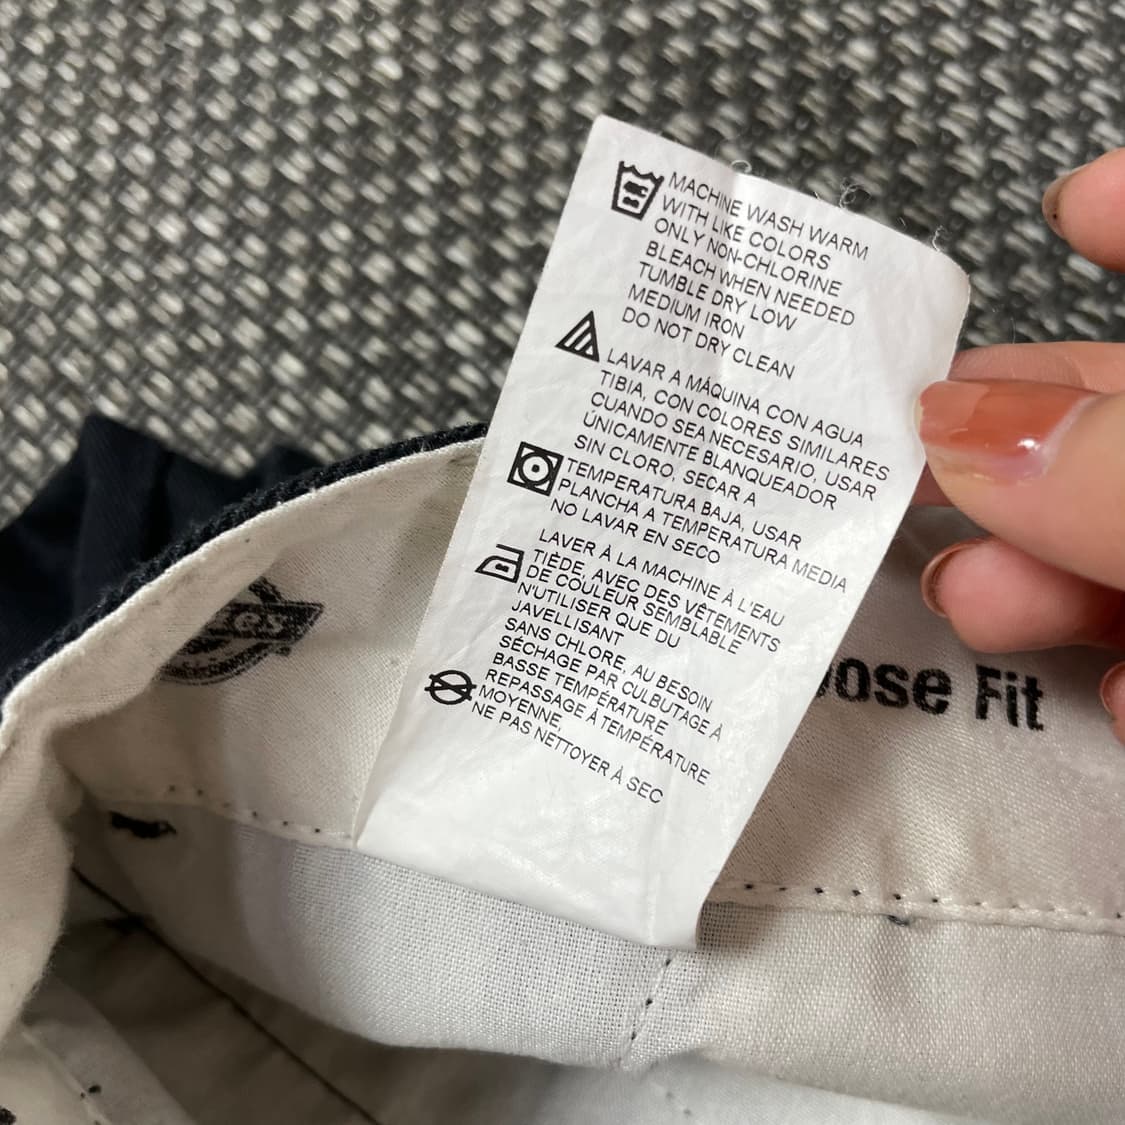 MACHINE WASH WARM
WITH LIKE COLORS
ONLY NON-CHLORINE
BLEACH WHEN NEEDED
TUMBLE DRY LOW
MEDIUM IRON
DO NOT DRY CLEAN
LAVAR A MÁQUINA CON AGUA
TIBIA, CON COLORES SIMILARES
CUANDO SEA NECESARIO, USAR
ÚNICAMENTE BLANQUEADOR
SIN CLORO, SECAR A
TEMPERATURA BAJA, USAR
PLANCHA A TEMPERATURA MEDIA
NO LAVAR EN SECO
LAVER À LA MACHINE À L'EAU
TIÈDE, AVEC DES VÊTEMENTS
DE COULEUR SEMBLABLE
N'UTILISER QUE DU
JAVELLISANT
SANS CHLORE, AU BESOIN
SÉCHAGE PAR CULBUTAGE À
BASSE TEMPÉRATURE
REPASSAGE À TEMPÉRATURE
MOYENNE,
NE PAS NETTOYER À SEC
ose Fit